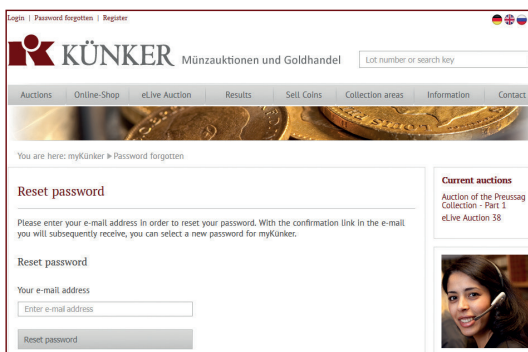 Login | Password forgotten | Register
KÜNKER Münzauktionen und Goldhandel
Lot number or search key
Auctions Online-Shop eLive Auction Results Sell Coins Collection areas Information Contact
You are here: myKünker ▶ Password forgotten
Reset password
Please enter your e-mail address in order to reset your password. With the confirmation link in the e-mail
you will subsequently receive, you can select a new password for myKünker.
Reset password
Your e-mail address
Enter e-mail address
Reset password
Current auctions
Auction of the Preussag
Collection - Part 1
eLive Auction 38